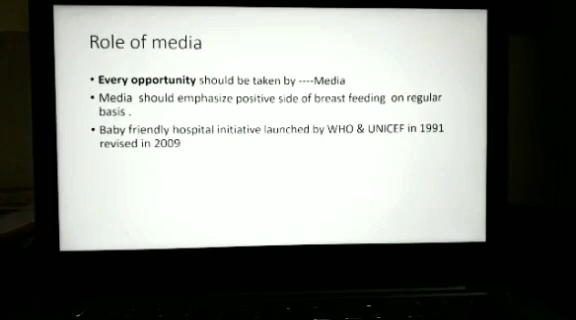 Role of media
• Every opportunity should be taken by ----Media
• Media should emphasize positive side of breast feeding on regular
basis .
• Baby friendly hospital initiative launched by WHO & UNICEF in 1991
revised in 2009